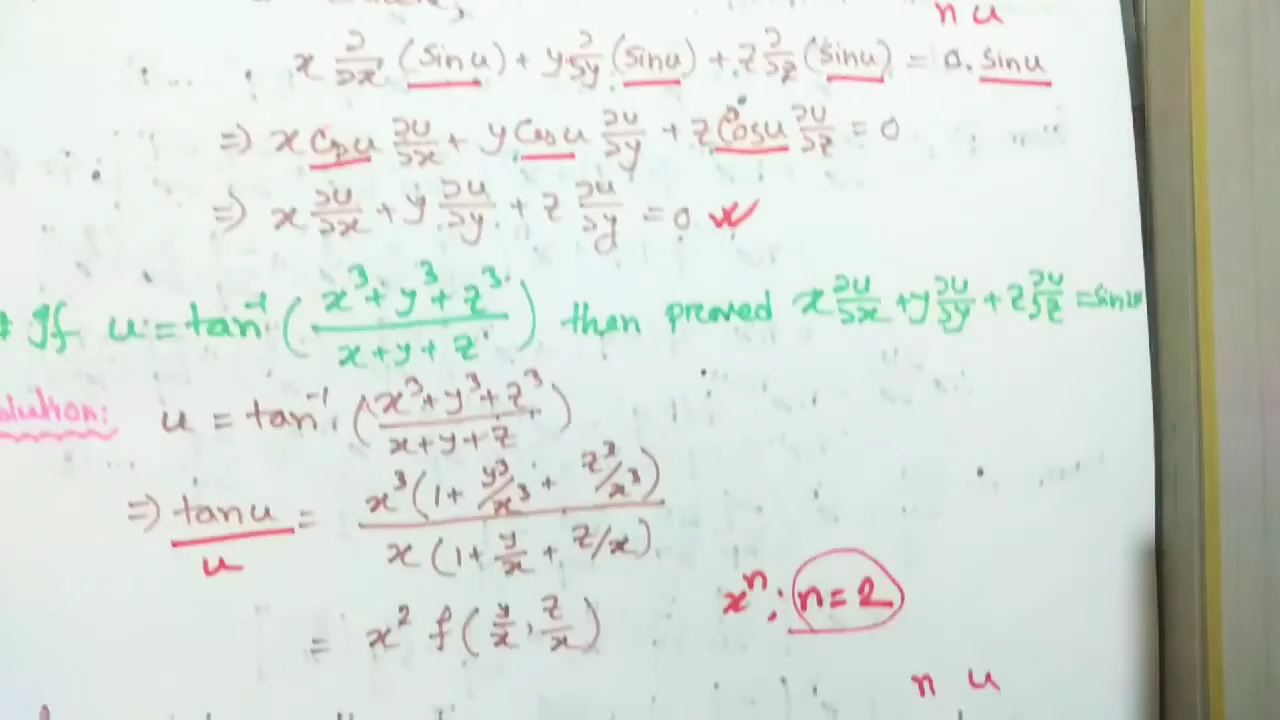 n u
x ∂/∂x (sin u) + y ∂/∂y (sin u) + z ∂/∂z (sin u) = 0. sin u
⇒ x cos u ∂u/∂x + y cos u ∂u/∂y + z cos u ∂u/∂z = 0
⇒ x ∂u/∂x + y ∂u/∂y + z ∂u/∂y = 0
If u = tan⁻¹ (x³+y³+z³ / x+y+z) then proved x ∂u/∂x + y ∂u/∂y + z ∂u/∂z = sin
olution: u = tan⁻¹ (x³+y³+z³ / x+y+z)
⇒ tan u = x³(1 + y³/x³ + z³/x³) / x(1 + y/x + z/x)
u
= x² f(y/x, z/x)
xⁿ; n=2
n u